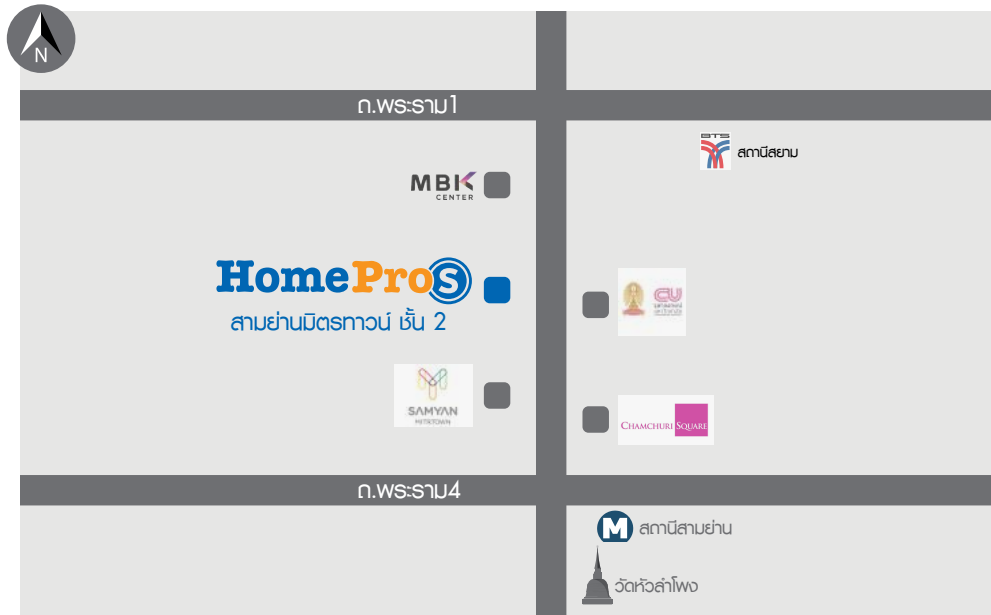 N
ถ.พระราม1
BTS
สถานีสยาม
MBK
CENTER
HomePro S
สามย่านมิตรทาวน์ ชั้น 2
CU
SAMYAN
MITRTOWN
CHAMCHURI SQUARE
ถ.พระราม4
M สถานีสามย่าน
วัดหัวลำโพง